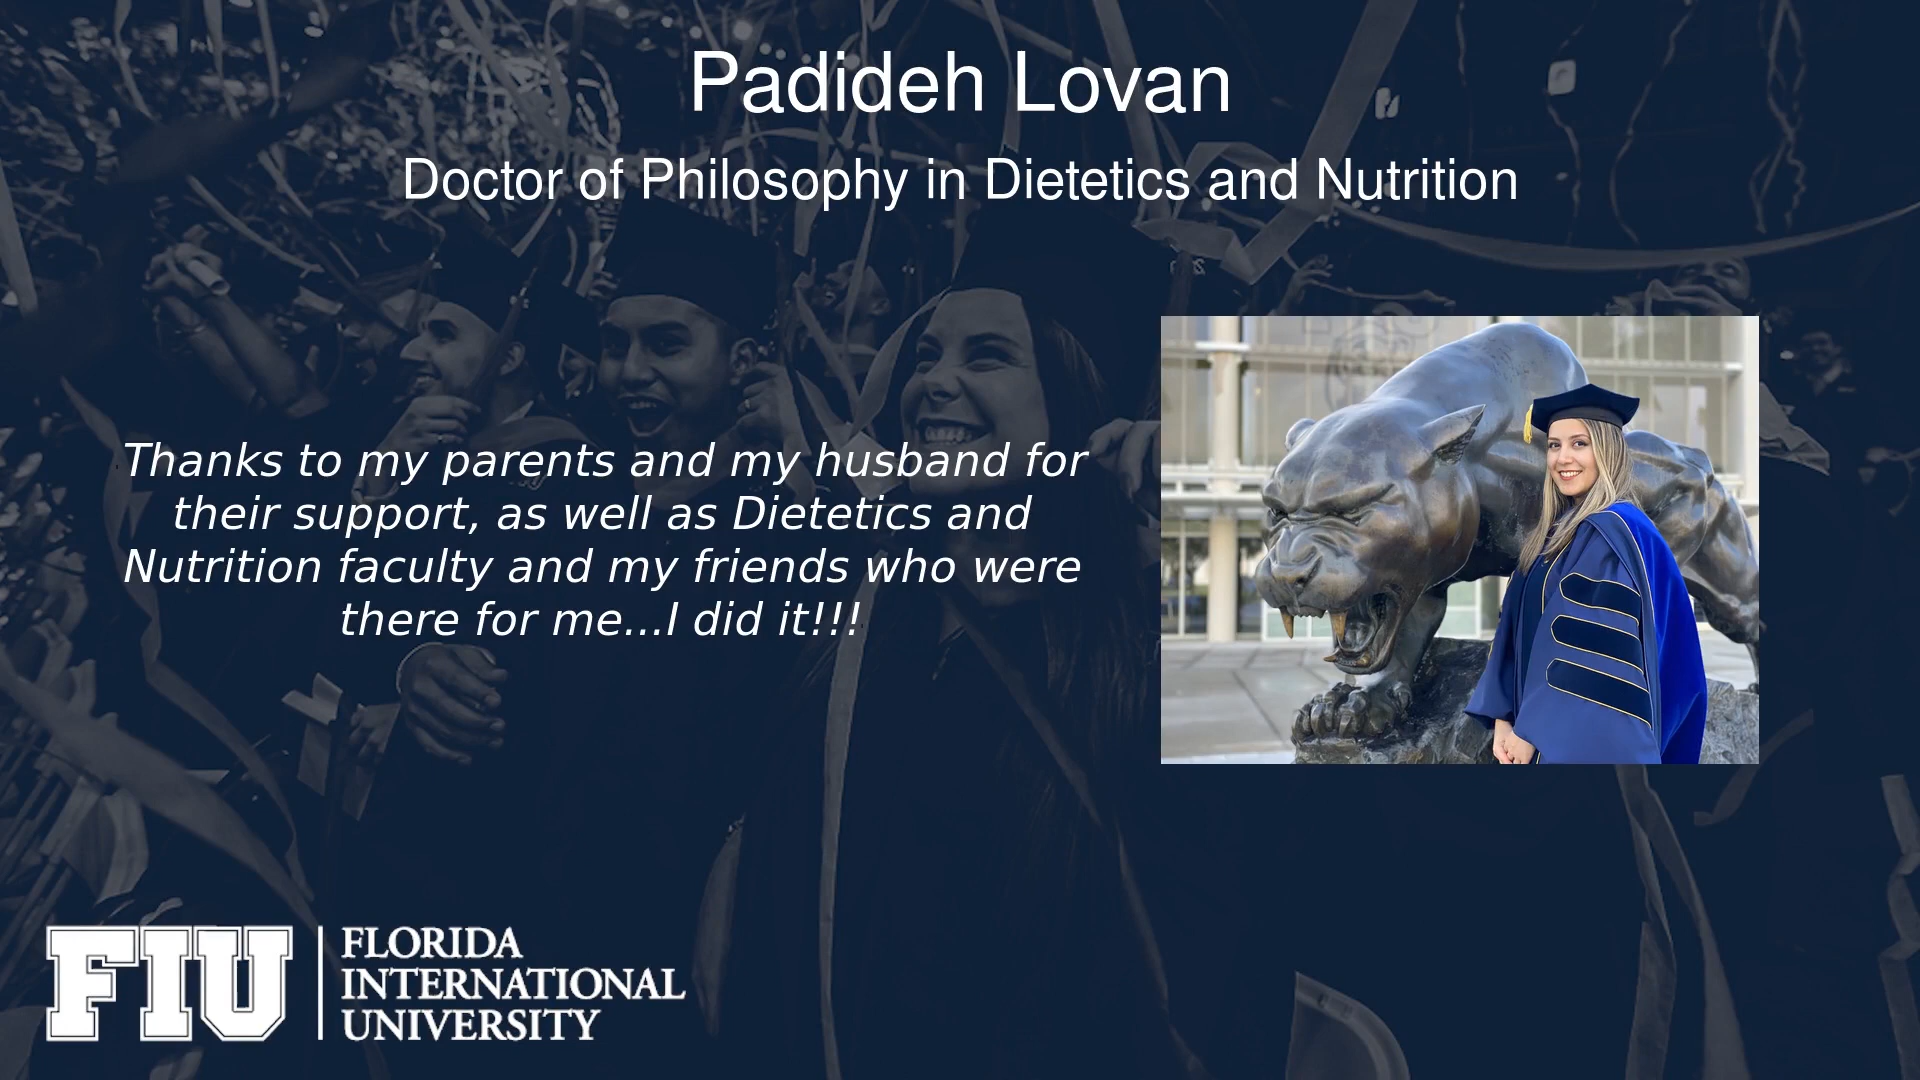 Padideh Lovan
Doctor of Philosophy in Dietetics and Nutrition
Thanks to my parents and my husband for
their support, as well as Dietetics and
Nutrition faculty and my friends who were
there for me...I did it!!!
FIU
FLORIDA
INTERNATIONAL
UNIVERSITY